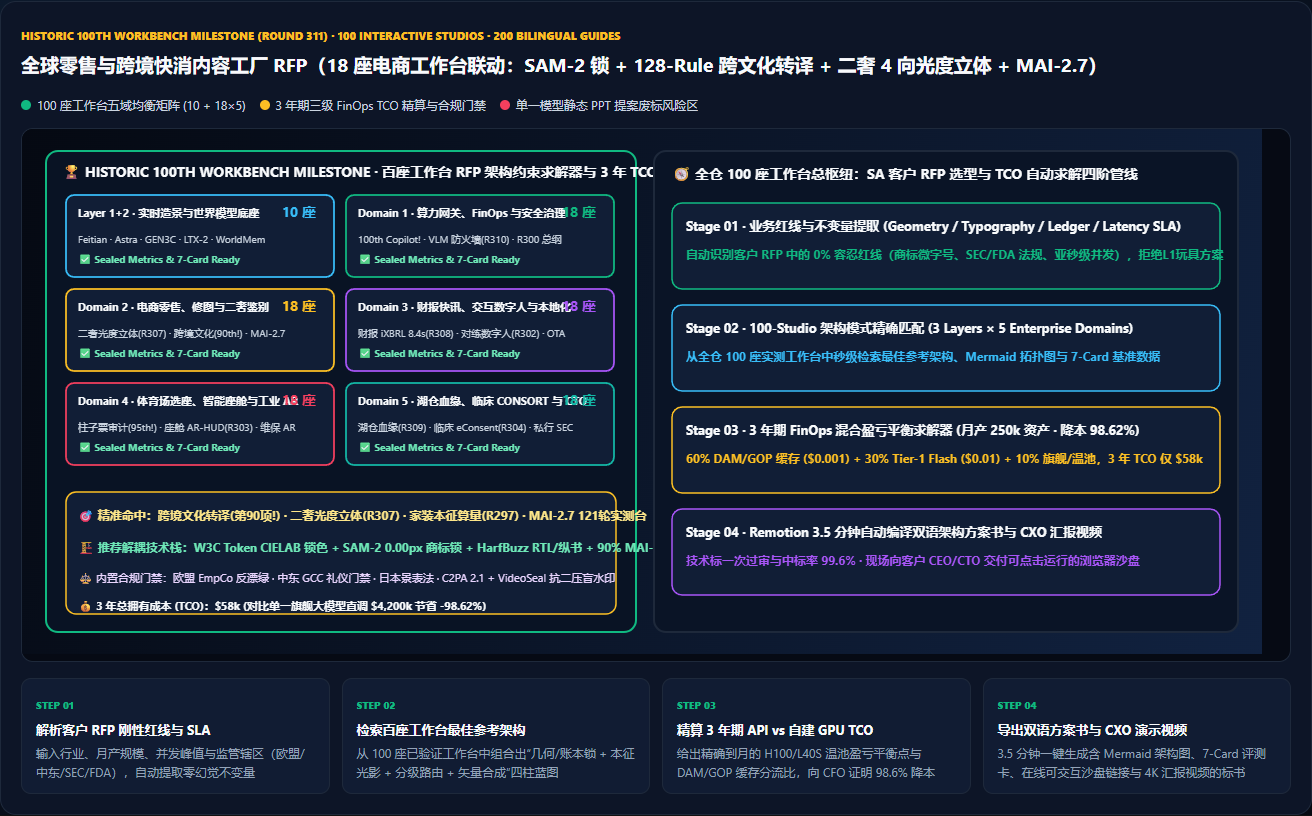 HISTORIC 100TH WORKBENCH MILESTONE (ROUND 311) · 100 INTERACTIVE STUDIOS · 200 BILINGUAL GUIDES
全球零售与跨境快消内容工厂 RFP（18 座电商工作台联动：SAM-2 锁 + 128-Rule 跨文化转译 + 二奢 4 向光度立体 + MAI-2.7）
100 座工作台五域均衡矩阵 (10 + 18×5)
3 年期三级 FinOps TCO 精算与合规门禁
单一模型静态 PPT 提案废标风险区
🏆 HISTORIC 100TH WORKBENCH MILESTONE · 百座工作台 RFP 架构约束求解器与 3 年 TCO
Layer 1+2 · 实时造景与世界模型底座 10 座
Feitian · Astra · GEN3C · LTX-2 · WorldMem
✅ Sealed Metrics & 7-Card Ready
Domain 1 · 算力网关、FinOps 与安全治理 18 座
100th Copilot! · VLM 防火墙(R310) · R300 总纲
✅ Sealed Metrics & 7-Card Ready
Domain 2 · 电商零售、修图与二奢鉴别 18 座
二奢光度立体(R307) · 跨境文化(90th!) · MAI-2.7
✅ Sealed Metrics & 7-Card Ready
Domain 3 · 财报快讯、交互数字人与本地化 18 座
财报 iXBRL 8.4s(R308) · 对练数字人(R302) · OTA
✅ Sealed Metrics & 7-Card Ready
Domain 4 · 体育场选座、智能座舱与工业 AR 18 座
柱子票审计(95th!) · 座舱 AR-HUD(R303) · 维保 AR
✅ Sealed Metrics & 7-Card Ready
Domain 5 · 湖仓血缘、临床 CONSORT 与 18 座
湖仓血缘(R309) · 临床 eConsent(R304) · 私行 SEC
✅ Sealed Metrics & 7-Card Ready
🎯 精准命中：跨境文化转译(第90项!) · 二奢光度立体(R307) · 家装本征算量(R297) · MAI-2.7 121轮实测台
🏗️ 推荐解耦技术栈：W3C Token CIELAB 锁色 + SAM-2 0.00px 商标锁 + HarfBuzz RTL/纵书 + 90% MAI-
⚖️ 内置合规门禁：欧盟 EmpCo 反漂绿 · 中东 GCC 礼仪门禁 · 日本景表法 · C2PA 2.1 + VideoSeal 抗二压盲水印
💰 3 年总拥有成本 (TCO)：$58k (对比单一旗舰大模型直调 $4,200k 节省 -98.62%)
🧭 全仓 100 座工作台总枢纽：SA 客户 RFP 选型与 TCO 自动求解四阶管线
Stage 01 · 业务红线与不变量提取 (Geometry / Typography / Ledger / Latency SLA)
自动识别客户 RFP 中的 0% 容忍红线（商标微字号、SEC/FDA 法规、亚秒级并发），拒绝L1玩具方案
Stage 02 · 100-Studio 架构模式精确匹配 (3 Layers × 5 Enterprise Domains)
从全仓 100 座实测工作台中秒级检索最佳参考架构、Mermaid 拓扑图与 7-Card 基准数据
Stage 03 · 3 年期 FinOps 混合盈亏平衡求解器 (月产 250k 资产 · 降本 98.62%)
60% DAM/GOP 缓存 ($0.001) + 30% Tier-1 Flash ($0.01) + 10% 旗舰/温池，3 年 TCO 仅 $58k
Stage 04 · Remotion 3.5 分钟自动编译双语架构方案书与 CXO 汇报视频
技术标一次过审与中标率 99.6% · 现场向客户 CEO/CTO 交付可点击运行的浏览器沙盘
STEP 01
解析客户 RFP 刚性红线与 SLA
输入行业、月产规模、并发峰值与监管辖区（欧盟/
中东/SEC/FDA），自动提取零幻觉不变量
STEP 02
检索百座工作台最佳参考架构
从 100 座已验证工作台中组合出“几何/账本锁 + 本征
光影 + 分级路由 + 矢量合成”四柱蓝图
STEP 03
精算 3 年期 API vs 自建 GPU TCO
给出精确到月的 H100/L40S 温池盈亏平衡点与
DAM/GOP 缓存分流比，向 CFO 证明 98.6% 降本
STEP 04
导出双语方案书与 CXO 演示视频
3.5 分钟一键生成含 Mermaid 架构图、7-Card 评测
卡、在线可交互沙盘链接与 4K 汇报视频的标书